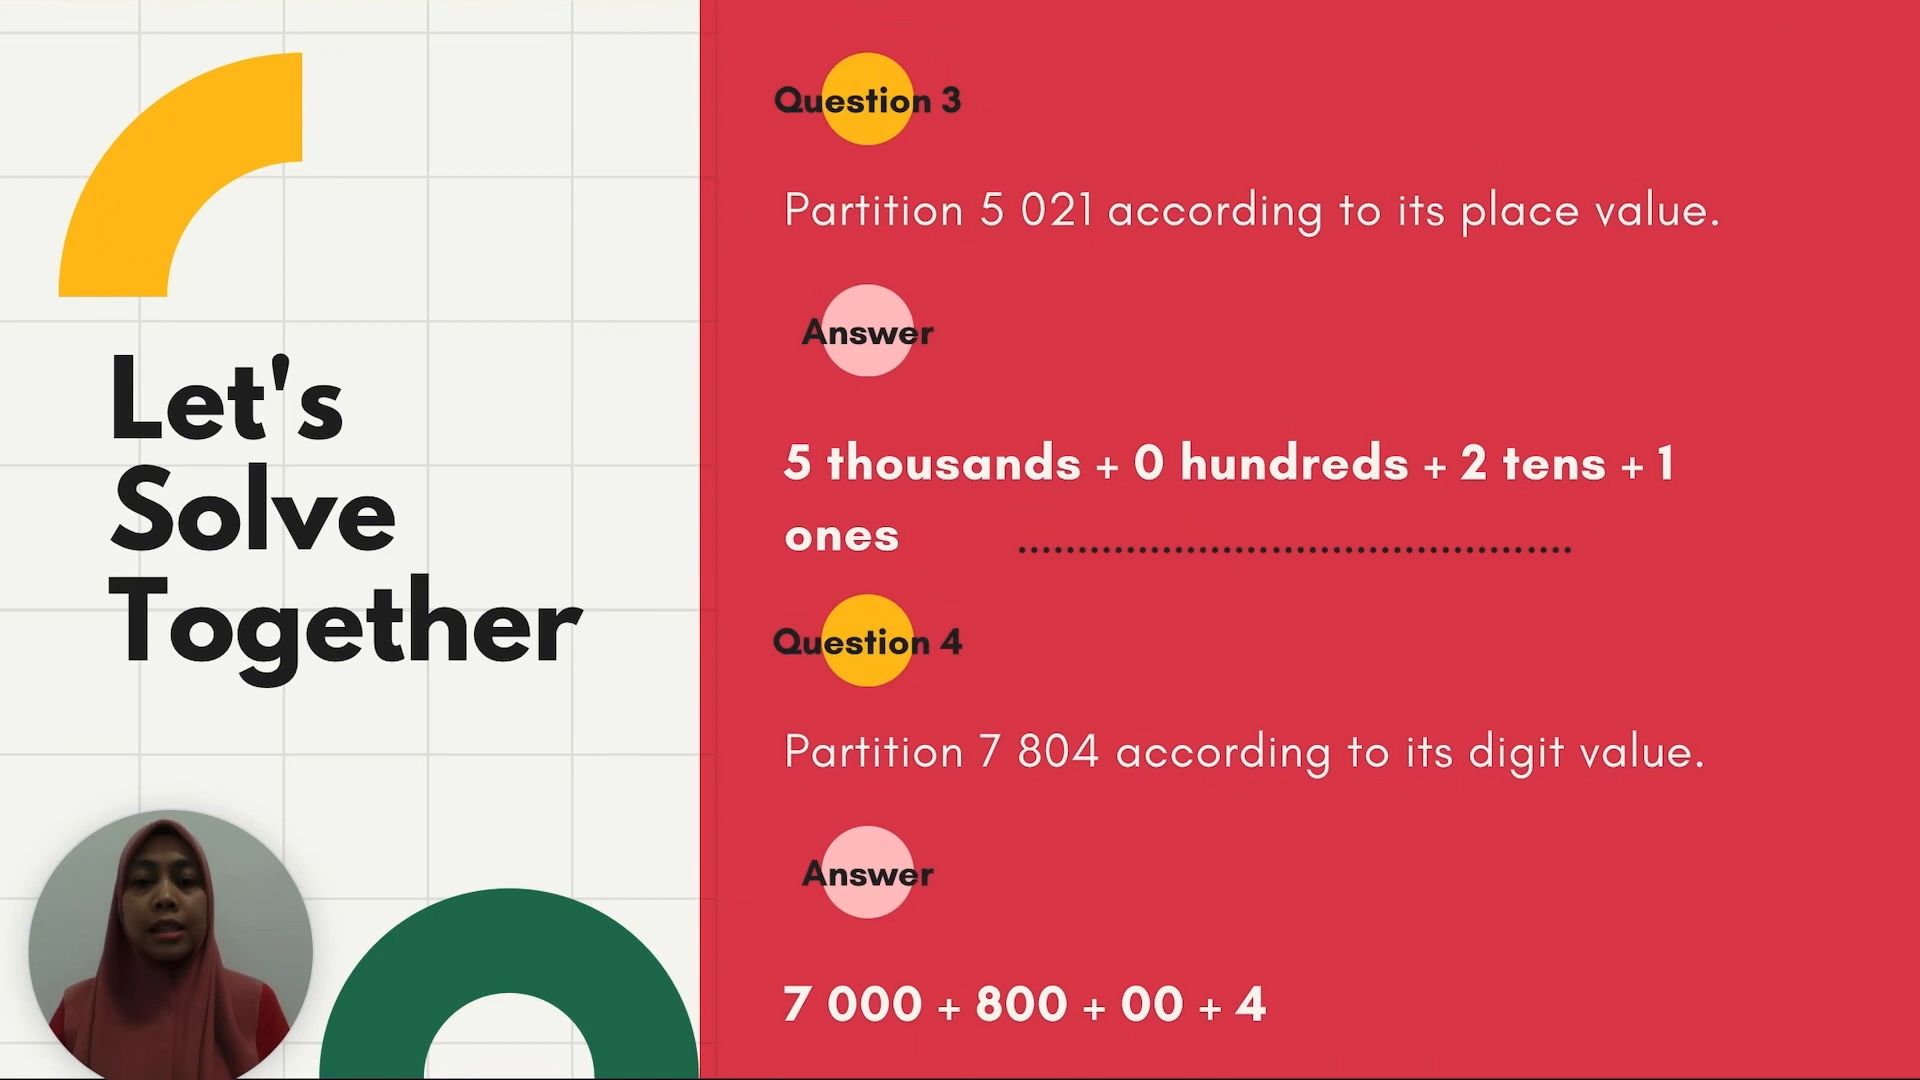 Let's
Solve
Together
Question 3
Partition 5 021 according to its place value.
Answer
5 thousands + 0 hundreds + 2 tens + 1
ones ..............................................
Question 4
Partition 7 804 according to its digit value.
Answer
7 000 + 800 + 00 + 4